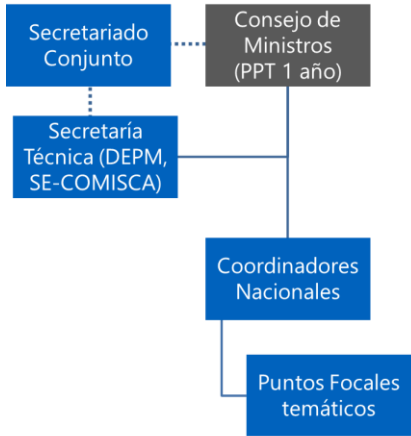 Secretariado
Conjunto
Consejo de
Ministros
(PPT 1 año)
Secretaría
Técnica (DEPM,
SE-COMISCA)
Coordinadores
Nacionales
Puntos Focales
temáticos